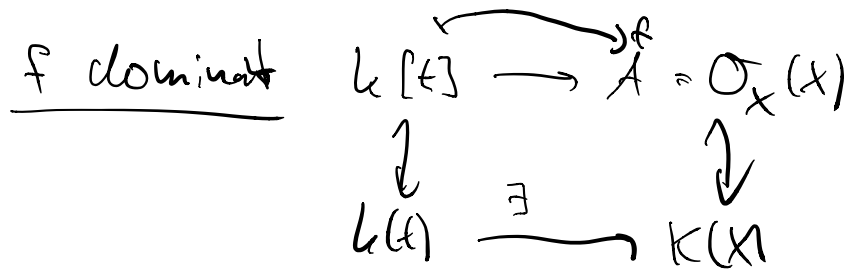 f dominant k[t] → A = O_X(X)
f
∃
k(t) K(X)